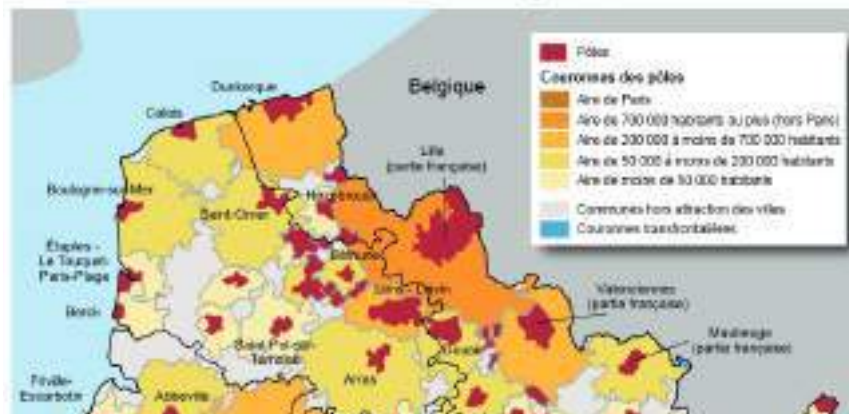 Pôles
Couronnes des pôles
Aire de Paris
Aire de 700 000 habitants ou plus (hors Paris)
Aire de 200 000 à moins de 700 000 habitants
Aire de 50 000 à moins de 200 000 habitants
Aire de moins de 50 000 habitants
Communes hors attraction des villes
Couronnes transfrontalières
Dunkerque
Belgique
Calais
Lille
(partie française)
Boulogne-sur-Mer
Hazebrouck
Saint-Omer
Étaples -
Le Touquet-
Paris-Plage
Béthune
Valenciennes
(partie française)
Berck
Maubeuge
(partie française)
Saint-Pol-sur-
Ternoise
Arras
Abbeville